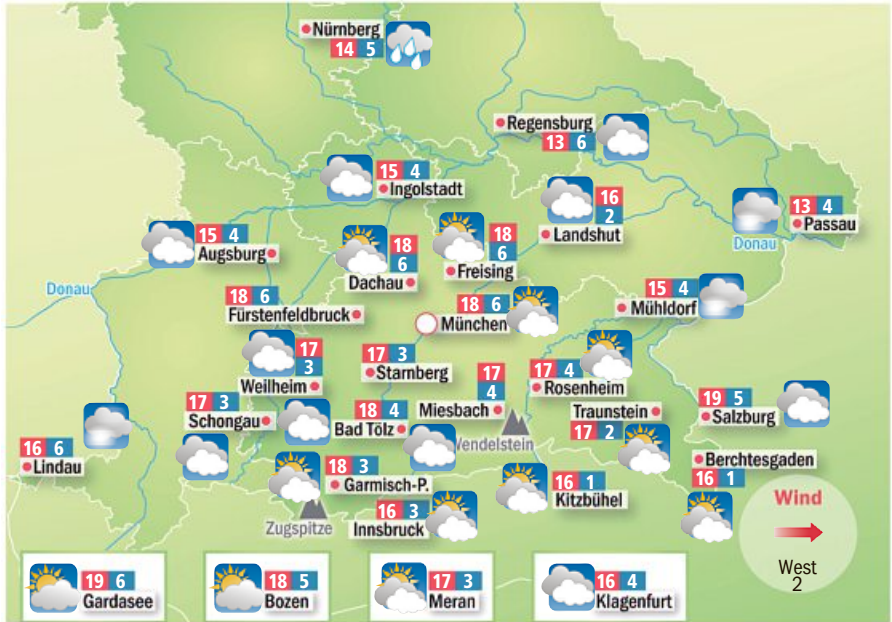 Nürnberg
14 5
Regensburg
13 6
15 4
Ingolstadt
16
2
Landshut
13 4
Passau
Donau
15 4
Augsburg
18
6
Dachau
18
6
Freising
Donau
18 6
Fürstenfeldbruck
18 6
München
15 4
Mühldorf
17
3
Weilheim
17 3
Starnberg
17
4
Miesbach
17 4
Rosenheim
Traunstein
17 2
19 5
Salzburg
17 3
Schongau
18 4
Bad Tölz
Wendelstein
16 6
Lindau
18 3
Garmisch-P.
Zugspitze
16 3
Innsbruck
16 1
Kitzbühel
Berchtesgaden
16 1
Wind
West
2
19 6
Gardasee
18 5
Bozen
17 3
Meran
16 4
Klagenfurt